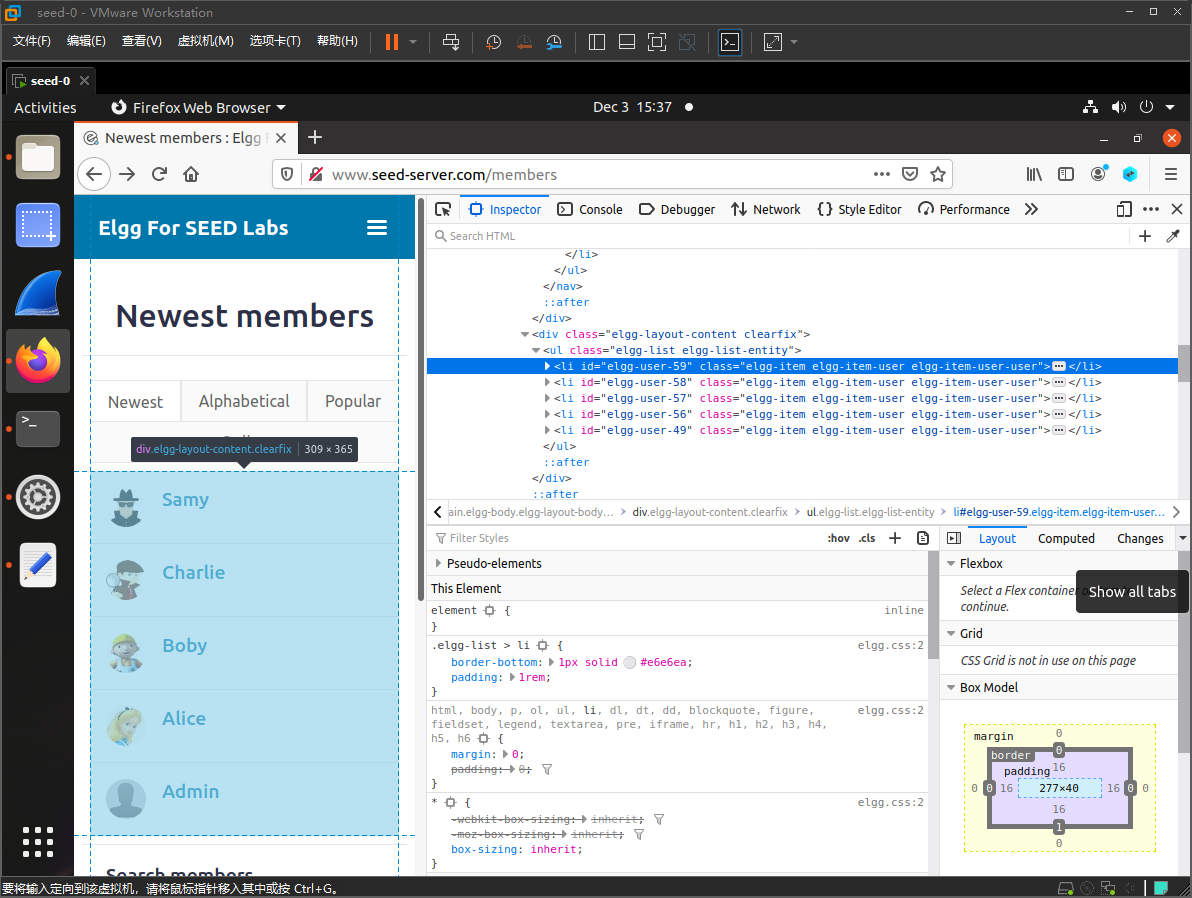 seed-0 - VMware Workstation
文件(F) 编辑(E) 查看(V) 虚拟机(M) 选项卡(T) 帮助(H)
seed-0
Activities Firefox Web Browser Dec 3 15:37
Newest members : Elgg F
www.seed-server.com/members
Elgg For SEED Labs
Newest members
Newest Alphabetical Popular
div.elgg-layout-content.clearfix 309 × 365
Samy
Charlie
Boby
Alice
Admin
Search members
Inspector Console Debugger Network Style Editor Performance
Search HTML
</li>
</ul>
</nav>
::after
</div>
<div class="elgg-layout-content clearfix">
<ul class="elgg-list elgg-list-entity">
<li id="elgg-user-59" class="elgg-item elgg-item-user elgg-item-user-user"></li>
<li id="elgg-user-58" class="elgg-item elgg-item-user elgg-item-user-user"></li>
<li id="elgg-user-57" class="elgg-item elgg-item-user elgg-item-user-user"></li>
<li id="elgg-user-56" class="elgg-item elgg-item-user elgg-item-user-user"></li>
<li id="elgg-user-49" class="elgg-item elgg-item-user elgg-item-user-user"></li>
</ul>
::after
</div>
::after
ain.elgg-body.elgg-layout-body… div.elgg-layout-content.clearfix ul.elgg-list.elgg-list-entity li#elgg-user-59.elgg-item.elgg-item-user…
Filter Styles :hov .cls
Pseudo-elements
This Element
element { inline
}
.elgg-list > li { elgg.css:2
border-bottom: 1px solid #e6e6ea;
padding: 1rem;
}
html, body, p, ol, ul, li, dl, dt, dd, blockquote, figure, elgg.css:2
fieldset, legend, textarea, pre, iframe, hr, h1, h2, h3, h4,
h5, h6 {
margin: 0;
padding: 0;
}
* { elgg.css:2
-webkit-box-sizing: inherit;
-moz-box-sizing: inherit;
box-sizing: inherit;
}
Layout Computed Changes
Flexbox
Select a Flex container
continue.
Show all tabs
Grid
CSS Grid is not in use on this page
Box Model
margin 0
border 0
padding 16
0 0 16 277×40 16 0 0
16
1
0
要将输入定向到该虚拟机，请将鼠标指针移入其中或按 Ctrl+G。